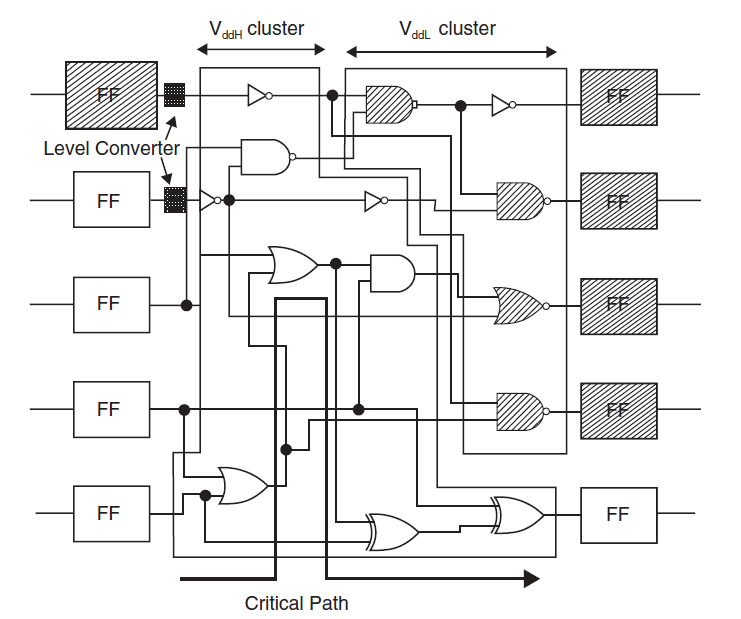 VddH cluster
VddL cluster
FF
FF
Level Converter
FF
FF
FF
FF
FF
FF
FF
FF
Critical Path